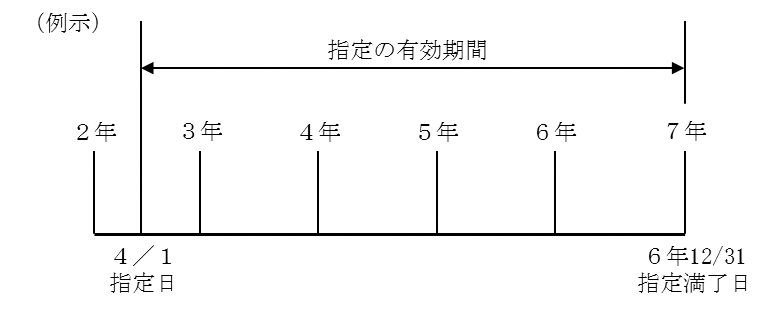 （例示）
指定の有効期間
２年 ３年 ４年 ５年 ６年 ７年
４／１ ６年12/31
指定日 指定満了日